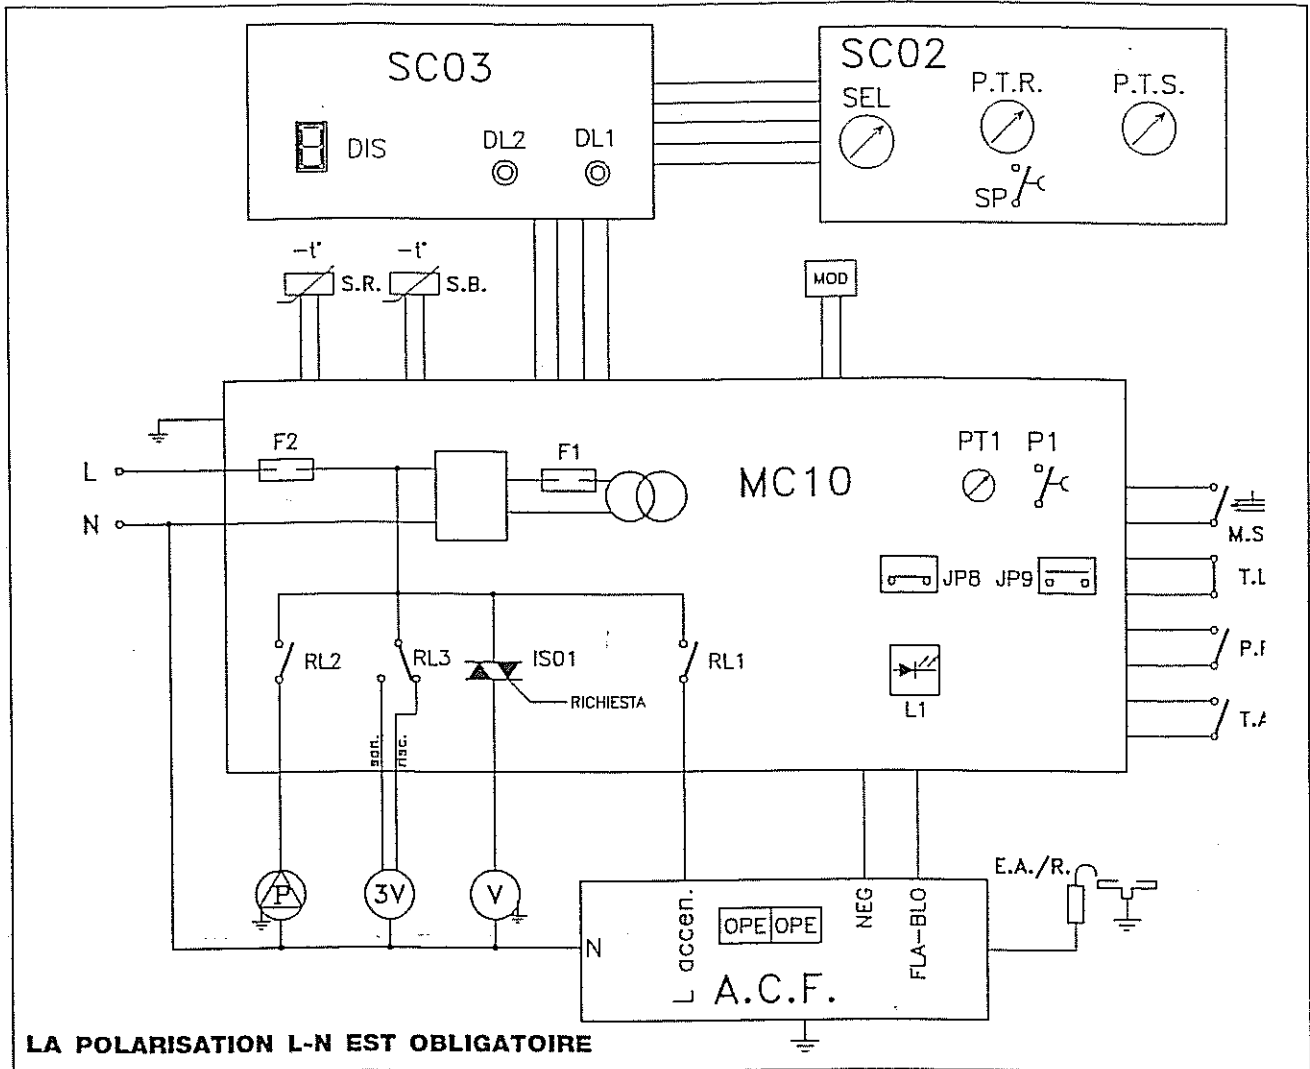 SC03
DIS
DL2
DL1
SC02
SEL
P.T.R.
P.T.S.
SP
-t°
S.R.
-t°
S.B.
MOD
F2
F1
L
N
MC10
PT1
P1
JP8
JP9
M.S
T.L
P.F
T.A
RL2
RL3
ISO1
RICHIESTA
RL1
L1
san.
risc.
P
3V
V
N
L accen.
OPE
OPE
NEG
FLA-BLO
A.C.F.
E.A./R.
LA POLARISATION L-N EST OBLIGATOIRE